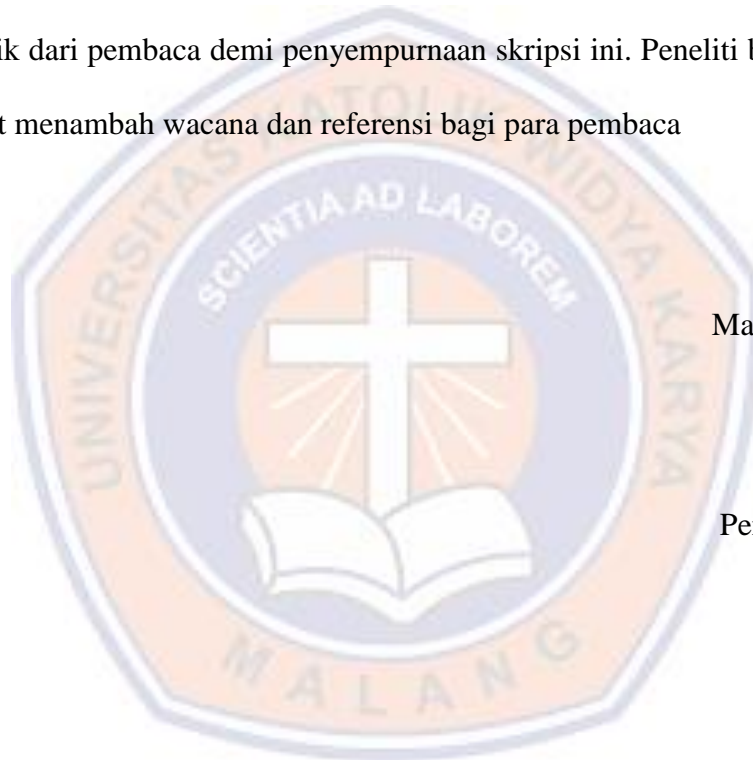 ik dari pembaca demi penyempurnaan skripsi ini. Peneliti b
t menambah wacana dan referensi bagi para pembaca
UNIVERSITAS KATOLIK WIDYA KARYA
SCIENTIA AD LABOREM
Ma
Pe
MALANG